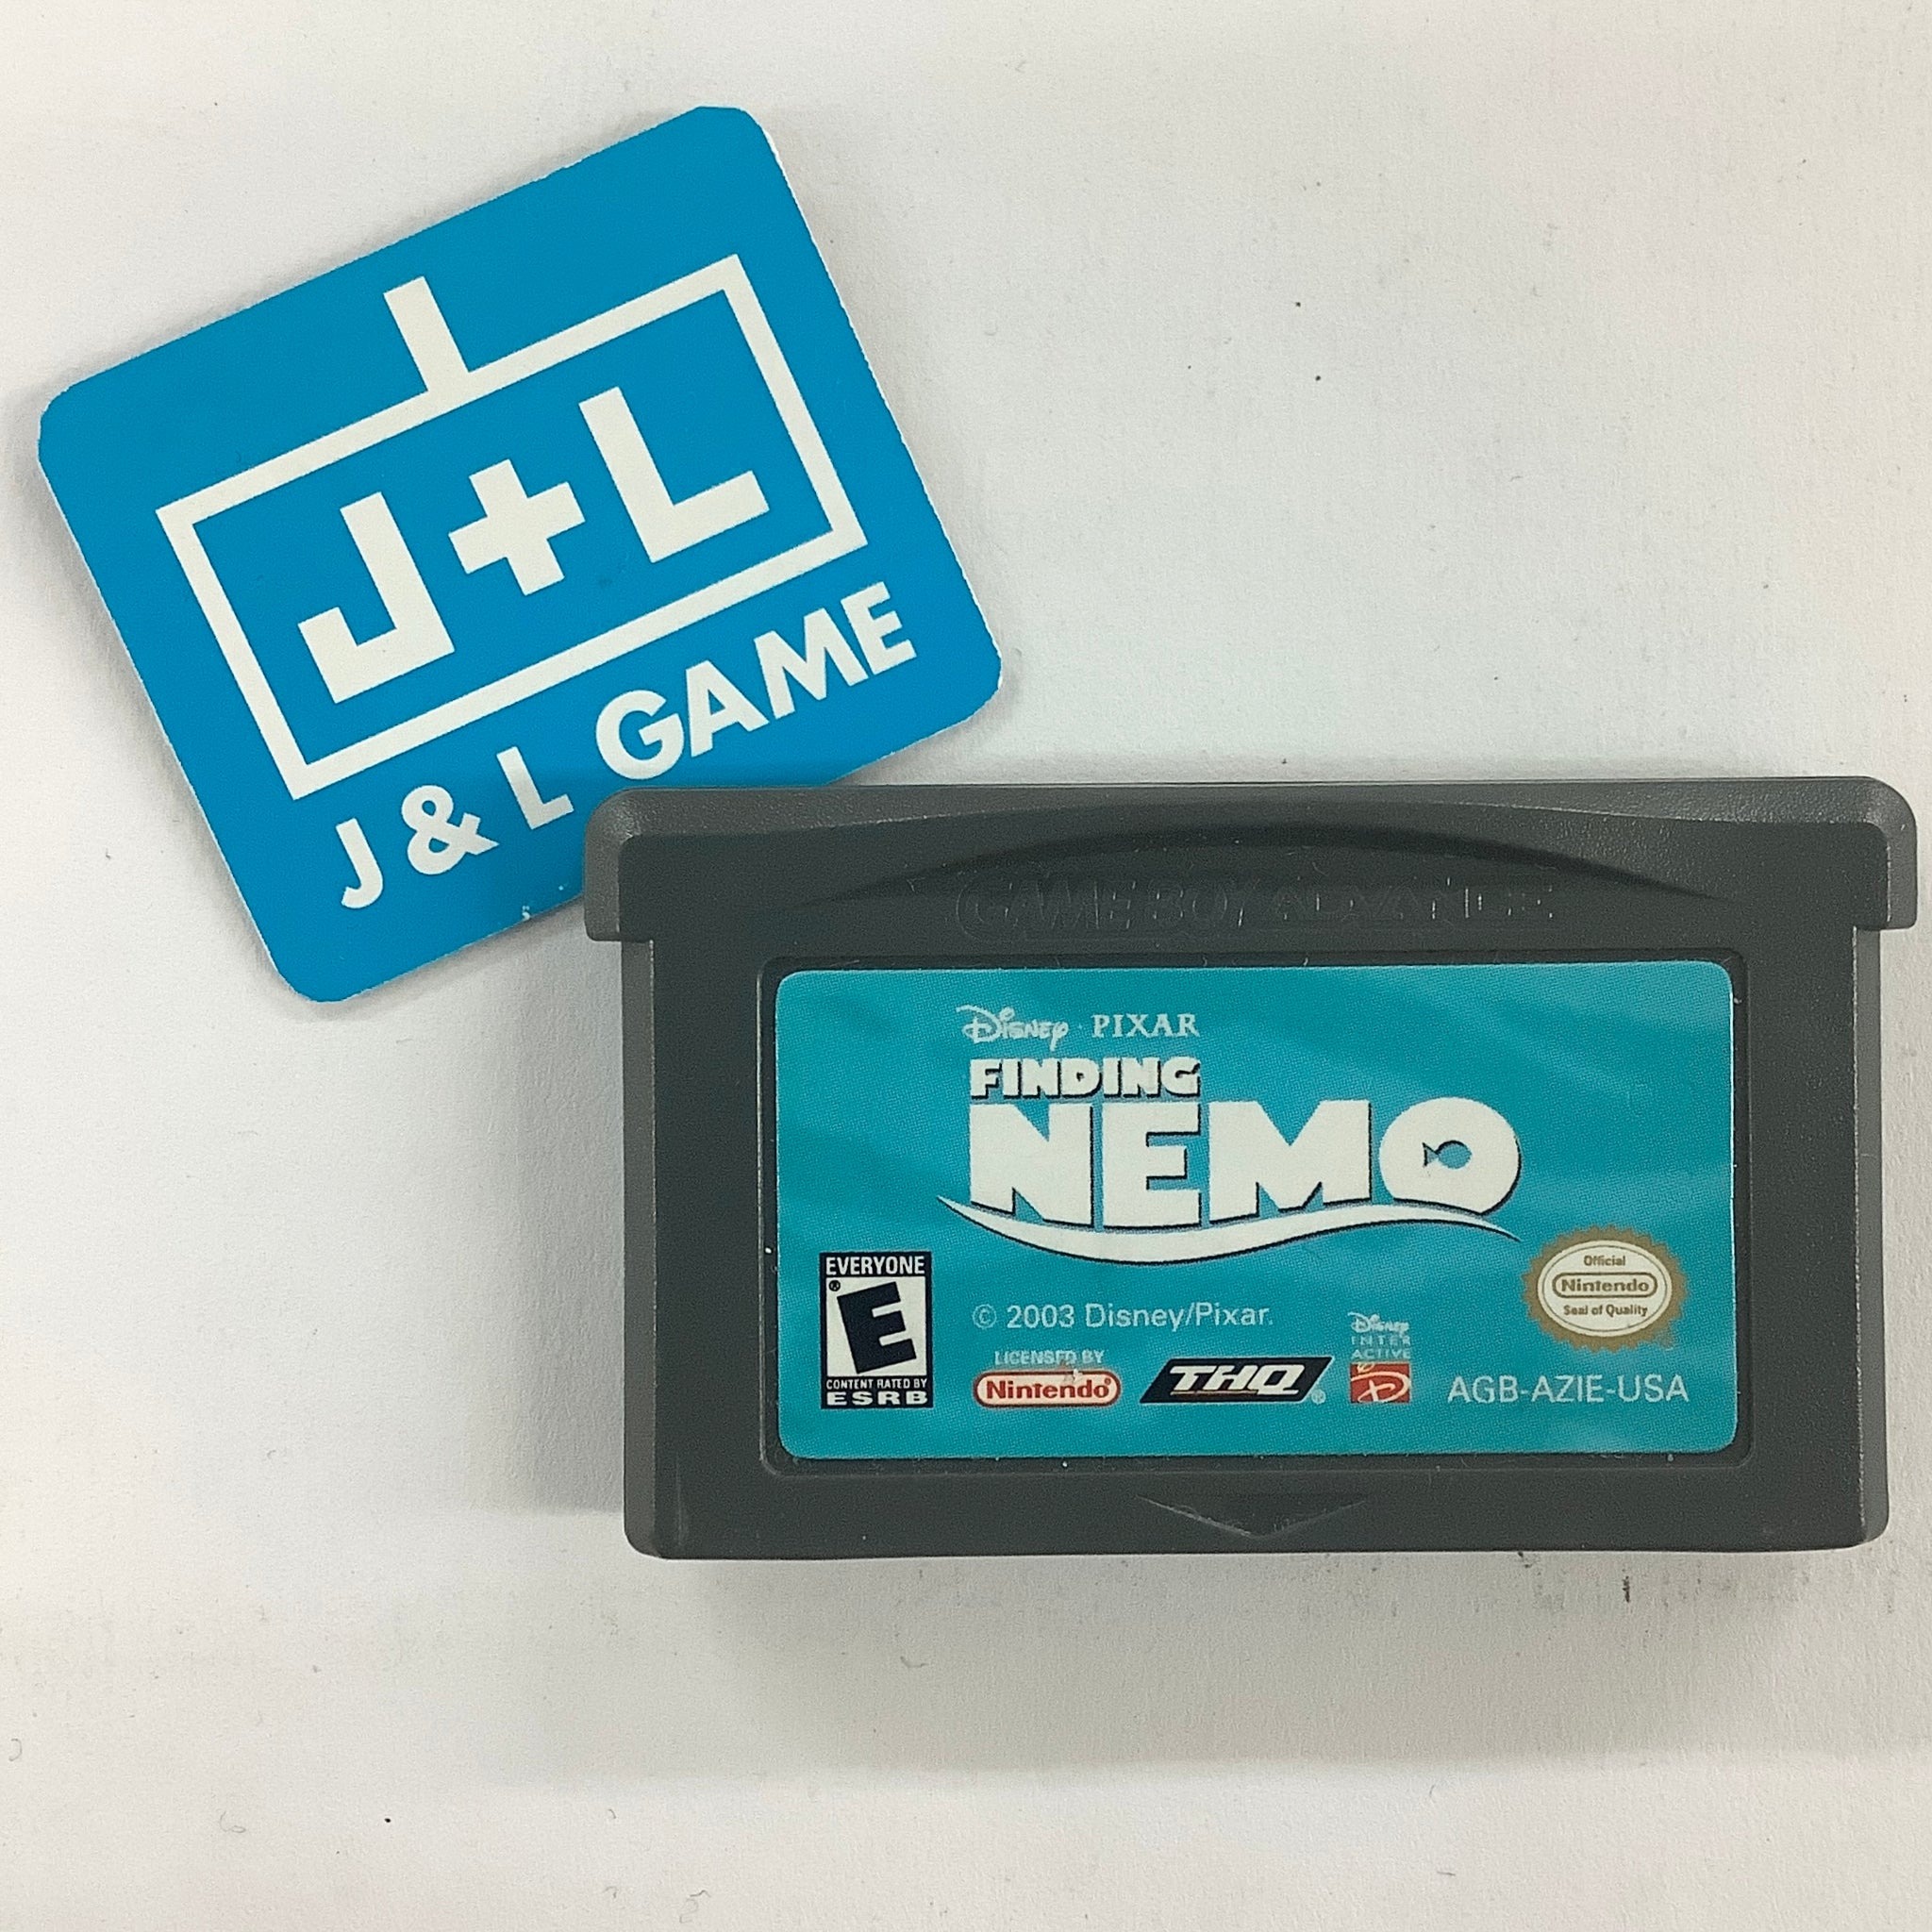 J+L
J & L GAME
GAME BOY ADVANCE
Disney · PIXAR
FINDING
NEMO
EVERYONE
E
®
CONTENT RATED BY
ESRB
© 2003 Disney/Pixar.
LICENSED BY
Nintendo®
THQ®
Disney
INTER
ACTIVE
D
Official
Nintendo
Seal of Quality
AGB-AZIE-USA